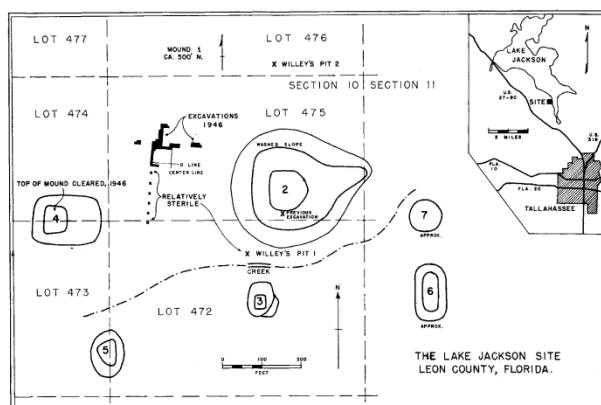 LOT 477
MOUND 1
CA. 500' N.
LOT 476
X WILLEY'S PIT 2
SECTION 10
SECTION 11
LOT 474
EXCAVATIONS
1946
LOT 475
WASHED SLOPE
0 LINE
CENTER LINE
TOP OF MOUND CLEARED, 1946
RELATIVELY
STERILE
2
X PREVIOUS
EXCAVATION
4
7
APPROX.
X WILLEY'S PIT 1
CREEK
LOT 473
LOT 472
3
6
APPROX.
5
0 100 200
FEET
THE LAKE JACKSON SITE
LEON COUNTY, FLORIDA.
LAKE
JACKSON
SITE
U.S.
27-90
U.S.
319
MILES
FLA.
10
FLA. 20
TALLAHASSEE